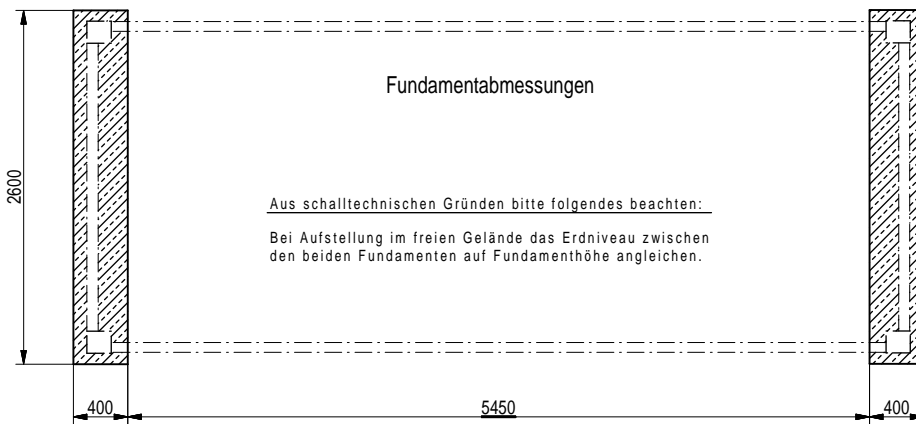 Fundamentabmessungen
2600
Aus schalltechnischen Gründen bitte folgendes beachten:
Bei Aufstellung im freien Gelände das Erdniveau zwischen
den beiden Fundamenten auf Fundamenthöhe angleichen.
400
5450
400